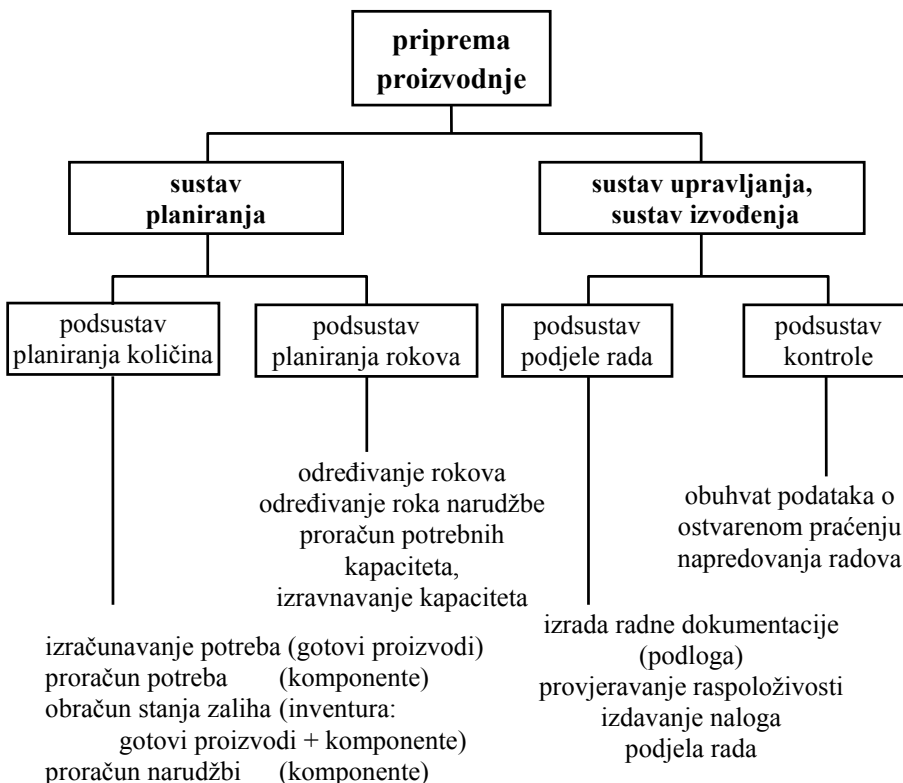 priprema
proizvodnje
sustav
planiranja
sustav upravljanja,
sustav izvođenja
podsustav
planiranja količina
podsustav
planiranja rokova
podsustav
podjele rada
podsustav
kontrole
određivanje rokova
određivanje roka narudžbe
proračun potrebnih
kapaciteta,
izravnavanje kapaciteta
obuhvat podataka o
ostvarenom praćenju
napredovanja radova
izračunavanje potreba (gotovi proizvodi)
proračun potreba (komponente)
obračun stanja zaliha (inventura:
gotovi proizvodi + komponente)
proračun narudžbi (komponente)
izrada radne dokumentacije
(podloga)
provjeravanje raspoloživosti
izdavanje naloga
podjela rada